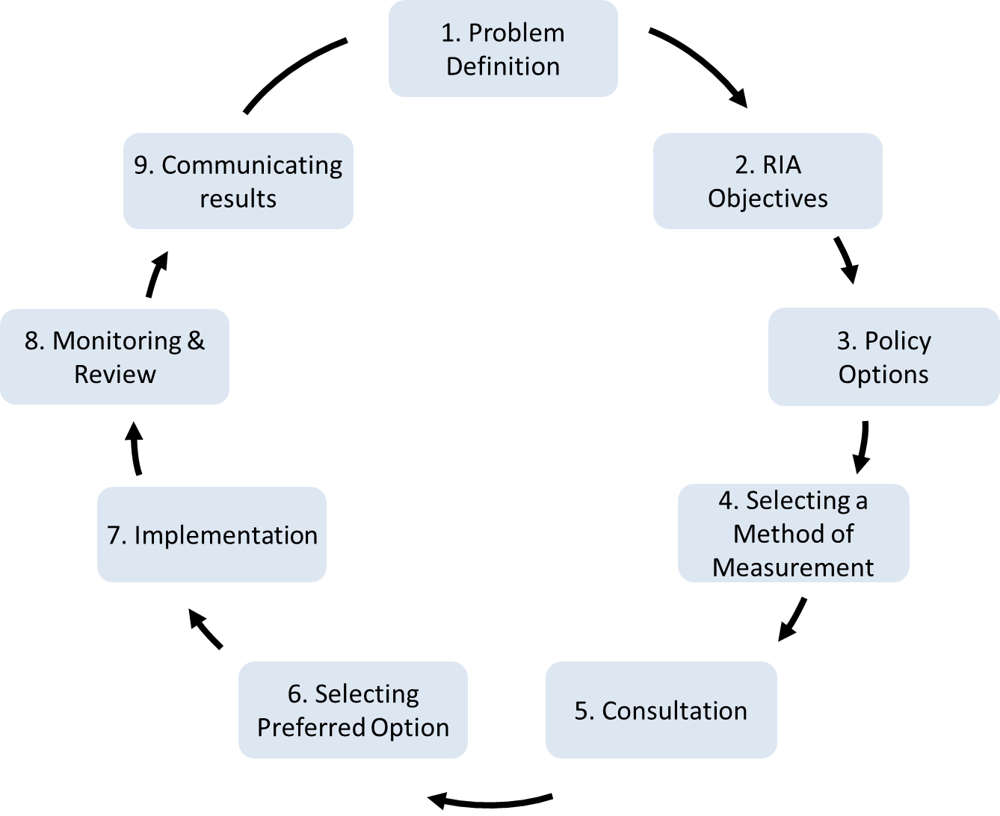 1. Problem
Definition
2. RIA
Objectives
3. Policy
Options
4. Selecting a
Method of
Measurement
5. Consultation
6. Selecting
Preferred Option
7. Implementation
8. Monitoring &
Review
9. Communicating
results